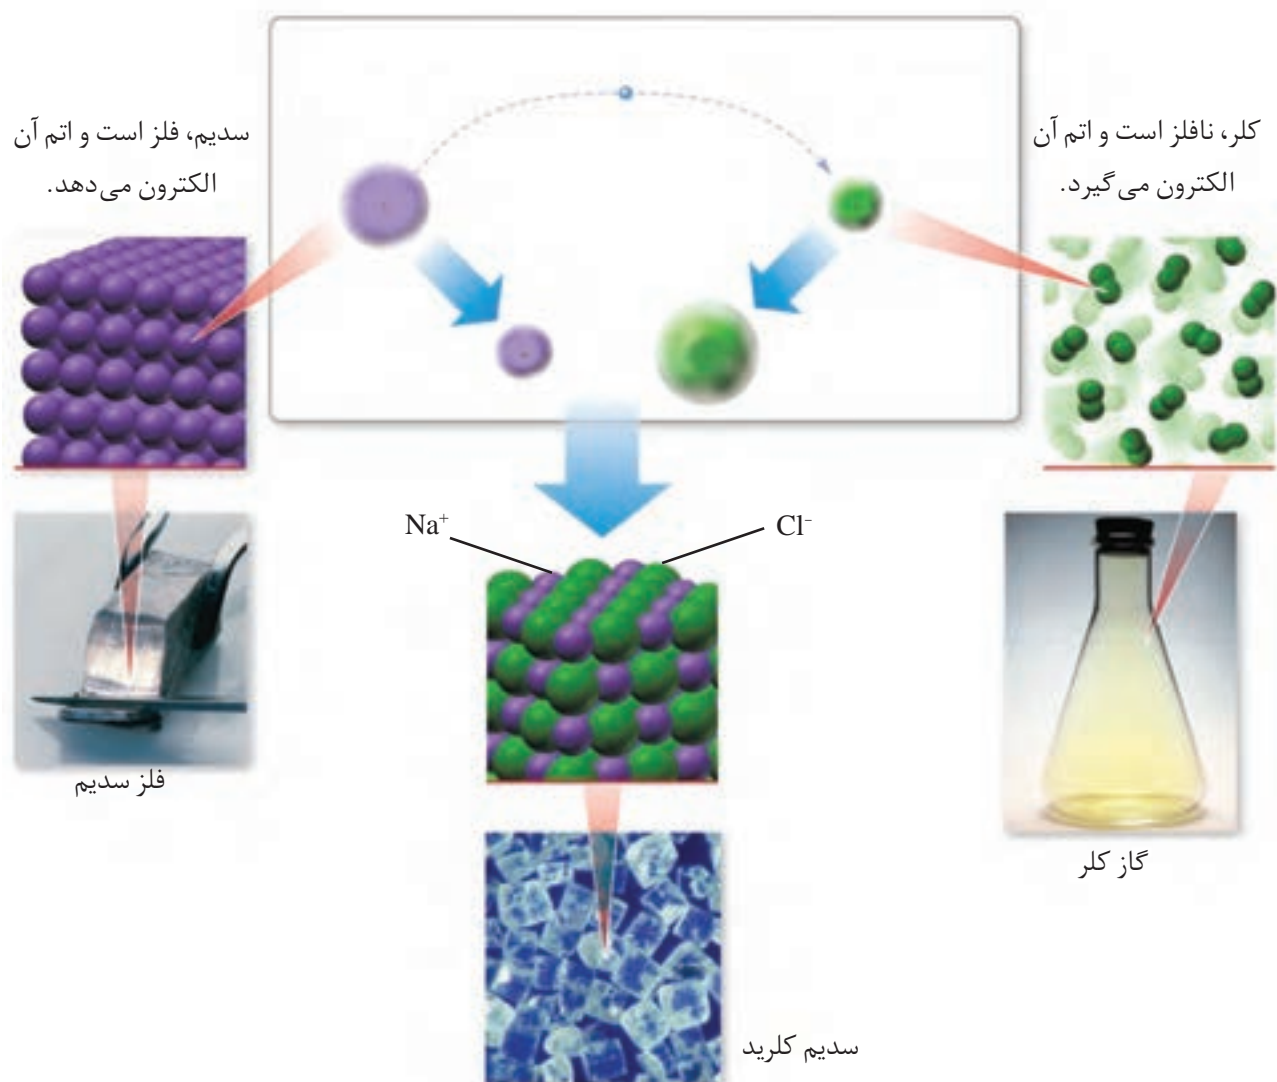 کلر، نافلز است و اتم آن
الکترون می‌گیرد.
سدیم، فلز است و اتم آن
الکترون می‌دهد.
Na⁺
Cl⁻
فلز سدیم
گاز کلر
سدیم کلرید